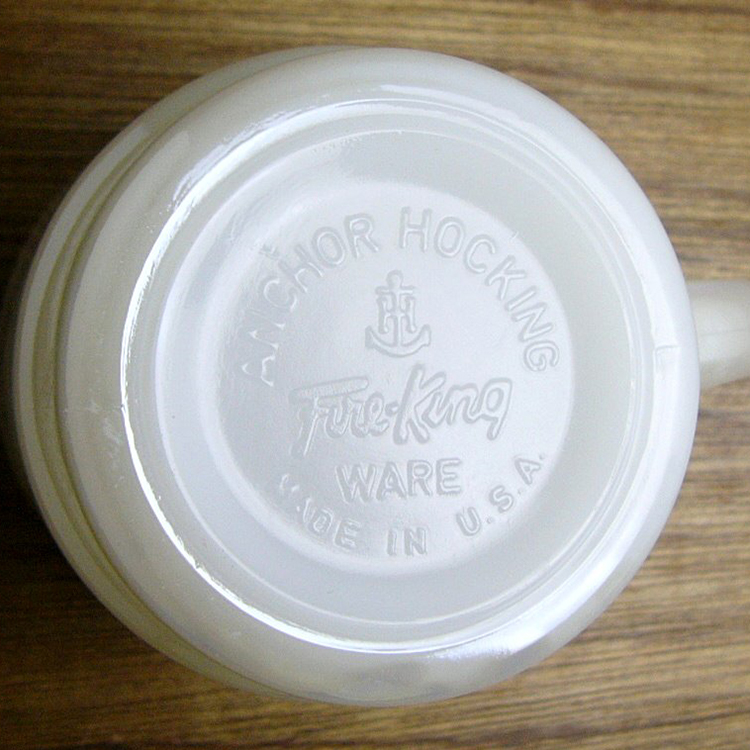 ANCHOR HOCKING
H
Fire-King
WARE
MADE IN U.S.A.